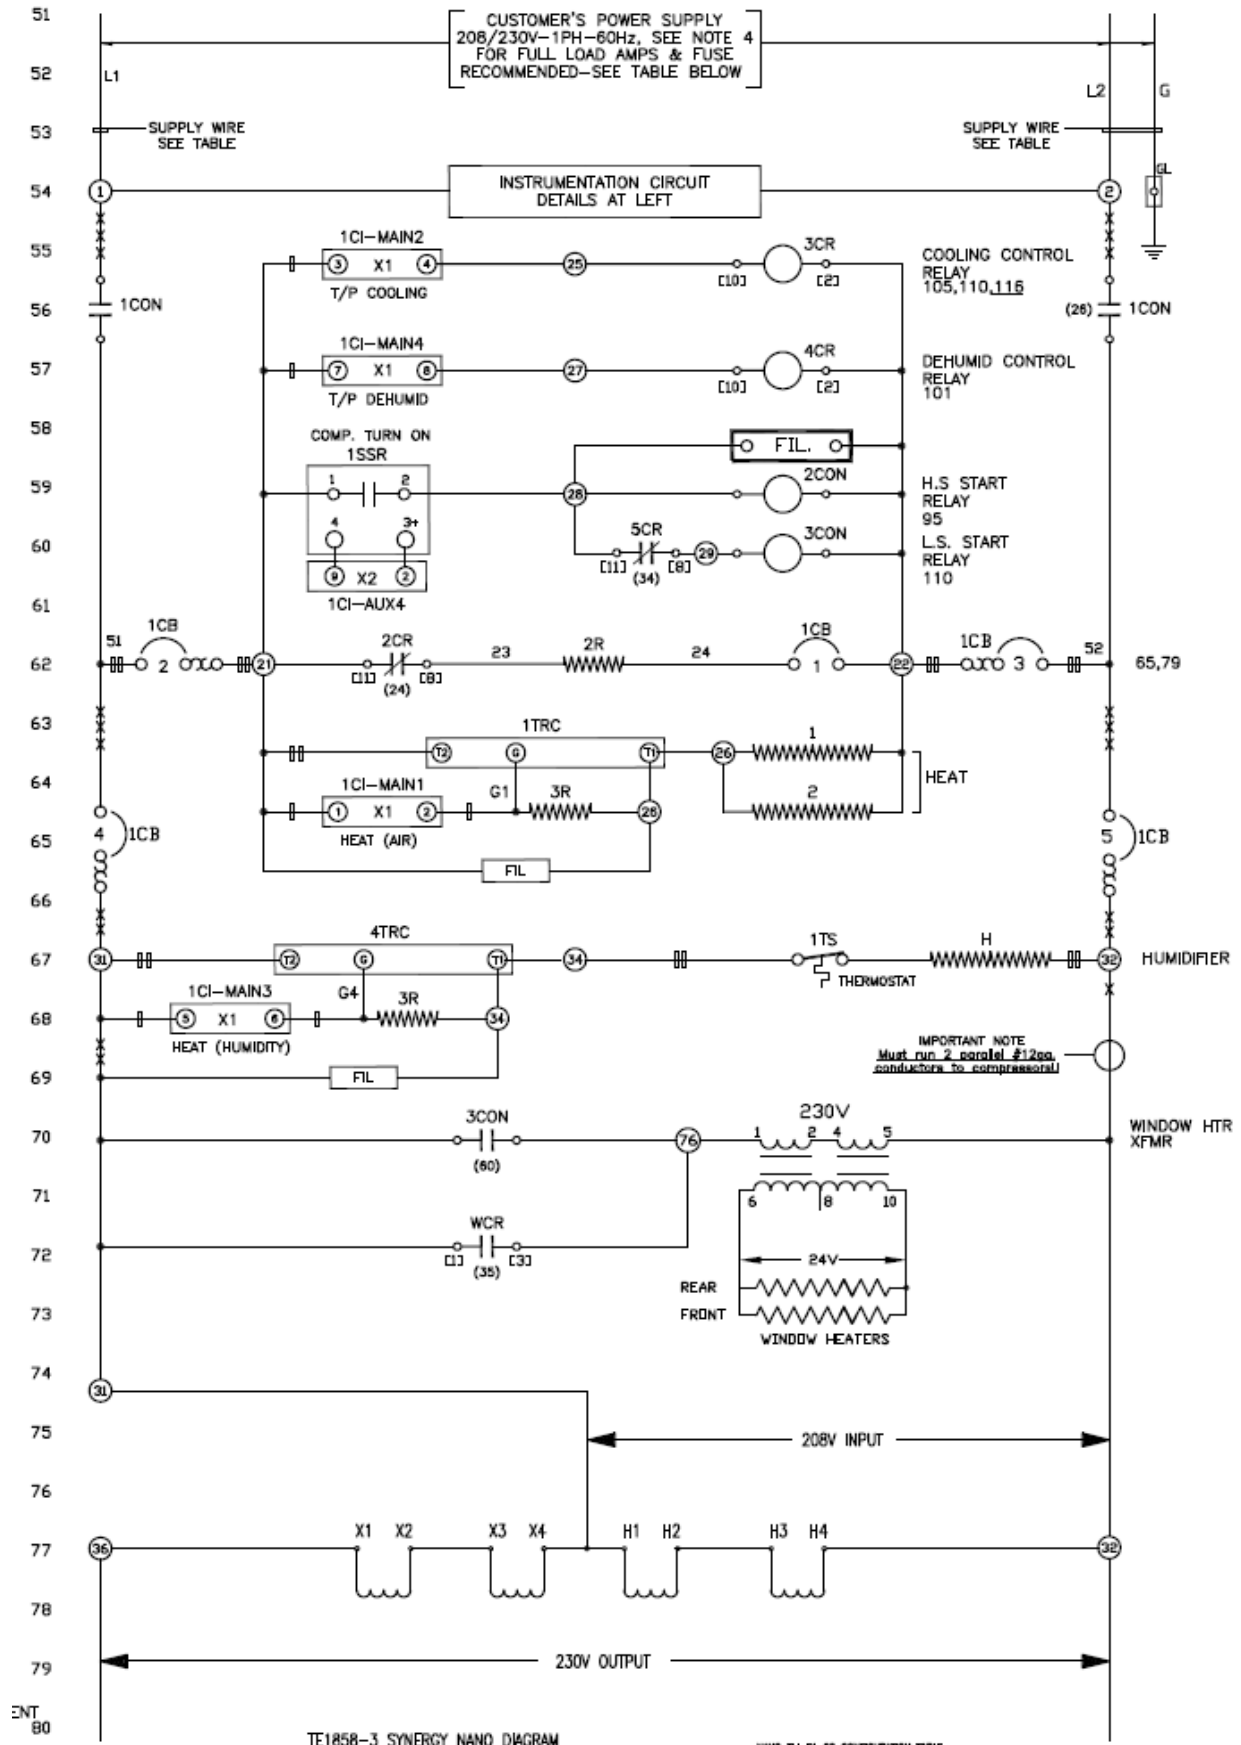 51
CUSTOMER'S POWER SUPPLY
208/230V-1PH-60Hz, SEE NOTE 4
FOR FULL LOAD AMPS & FUSE
RECOMMENDED-SEE TABLE BELOW
52
L1
L2
G
53
SUPPLY WIRE
SEE TABLE
SUPPLY WIRE
SEE TABLE
54
1
INSTRUMENTATION CIRCUIT
DETAILS AT LEFT
2
GL
55
1CI-MAIN2
3 X1 4
T/P COOLING
25
3CR
[10]
[2]
COOLING CONTROL
RELAY
105,110,116
56
1CON
(26)
1CON
57
1CI-MAIN4
7 X1 8
T/P DEHUMID
27
4CR
[10]
[2]
DEHUMID CONTROL
RELAY
101
58
COMP. TURN ON
1SSR
FIL.
59
1 2
28
2CON
H.S START
RELAY
95
60
4 3+
5CR
[11]
(34)
[8]
29
3CON
L.S. START
RELAY
110
9 X2 2
1CI-AUX4
61
62
51
1CB
2
21
2CR
[11]
(24)
[8]
23
2R
24
1CB
1
22
1CB
3
52
65,79
63
1TRC
T2 G T1
26
1
64
1CI-MAIN1
1 X1 2
HEAT (AIR)
G1
3R
26
2
HEAT
65
4
1CB
5
1CB
FIL
66
67
31
4TRC
T2 G T1
34
1TS
THERMOSTAT
H
32
HUMIDIFIER
68
1CI-MAIN3
5 X1 6
HEAT (HUMIDITY)
G4
3R
34
69
FIL
IMPORTANT NOTE
Must run 2 parallel #12ga.
conductors to compressors!
70
3CON
(60)
76
230V
1 2 4 5
WINDOW HTR
XFMR
71
6 8 10
72
WCR
[1]
(35)
[3]
24V
REAR
73
FRONT
WINDOW HEATERS
74
31
75
208V INPUT
76
77
36
X1 X2 X3 X4 H1 H2 H3 H4
32
78
79
230V OUTPUT
ENT
80
TE1858-3 SYNERGY NANO DIAGRAM